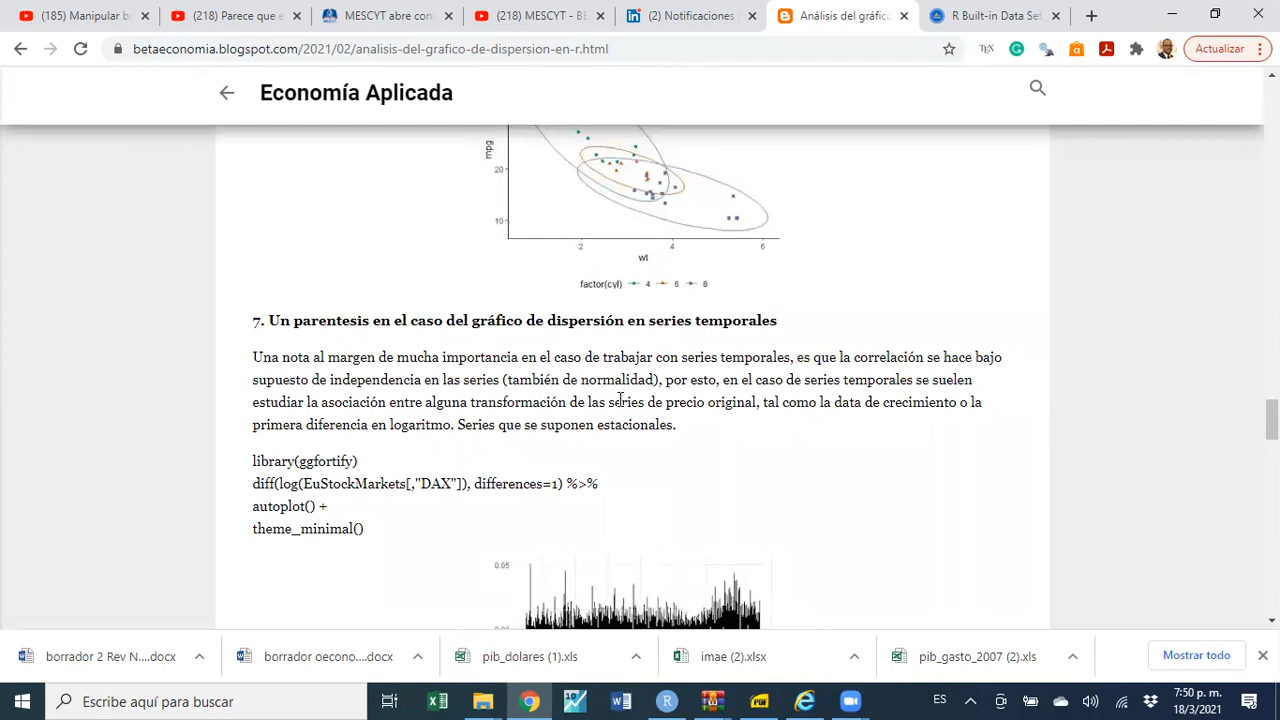 (185) Manipular bo
(218) Parece que e
MESCYT abre con
(218) MESCYT - BE
(2) Notificaciones
Análisis del gráfico
R Built-in Data Set
betaeconomia.blogspot.com/2021/02/analisis-del-grafico-de-dispersion-en-r.html
TEX
Actualizar
Economía Aplicada
mpg
20
10
2
4
6
wt
factor(cyl)
4
6
8
7. Un parentesis en el caso del gráfico de dispersión en series temporales
Una nota al margen de mucha importancia en el caso de trabajar con series temporales, es que la correlación se hace bajo
supuesto de independencia en las series (también de normalidad), por esto, en el caso de series temporales se suelen
estudiar la asociación entre alguna transformación de las series de precio original, tal como la data de crecimiento o la
primera diferencia en logaritmo. Series que se suponen estacionales.
library(ggfortify)
diff(log(EuStockMarkets[,"DAX"]), differences=1) %>%
autoplot() +
theme_minimal()
0.05
borrador 2 Rev N....docx
borrador oecono....docx
pib_dolares (1).xls
imae (2).xlsx
pib_gasto_2007 (2).xls
Mostrar todo
Escribe aquí para buscar
ES
7:50 p. m.
18/3/2021